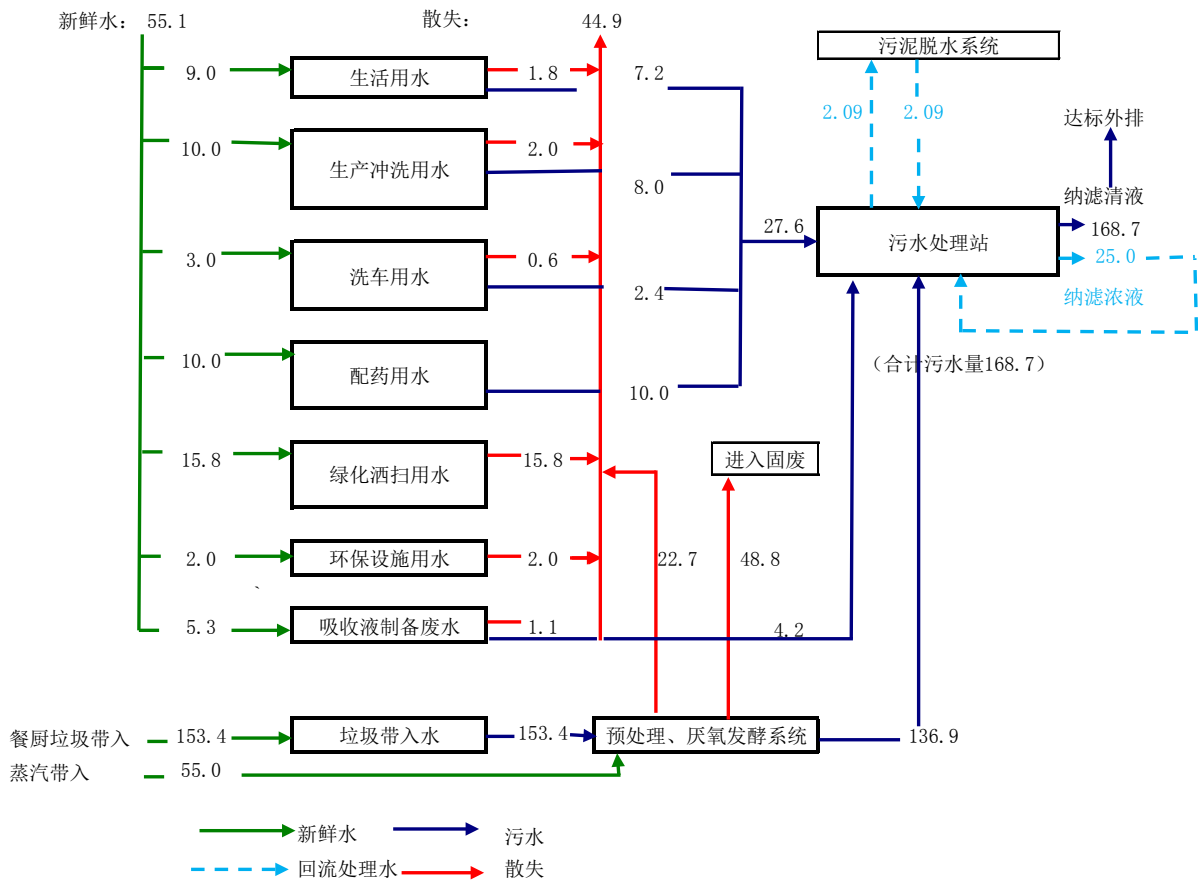 新鲜水: 55.1
散失:
44.9
污泥脱水系统
9.0
生活用水
1.8
7.2
2.09
2.09
达标外排
10.0
生产冲洗用水
2.0
8.0
27.6
污水处理站
纳滤清液
168.7
3.0
洗车用水
0.6
2.4
25.0
纳滤浓液
10.0
配药用水
10.0
(合计污水量168.7)
15.8
绿化洒扫用水
15.8
进入固废
2.0
环保设施用水
2.0
22.7
48.8
、
5.3
吸收液制备废水
1.1
4.2
餐厨垃圾带入
153.4
垃圾带入水
153.4
预处理、厌氧发酵系统
136.9
蒸汽带入
55.0
新鲜水
污水
回流处理水
散失